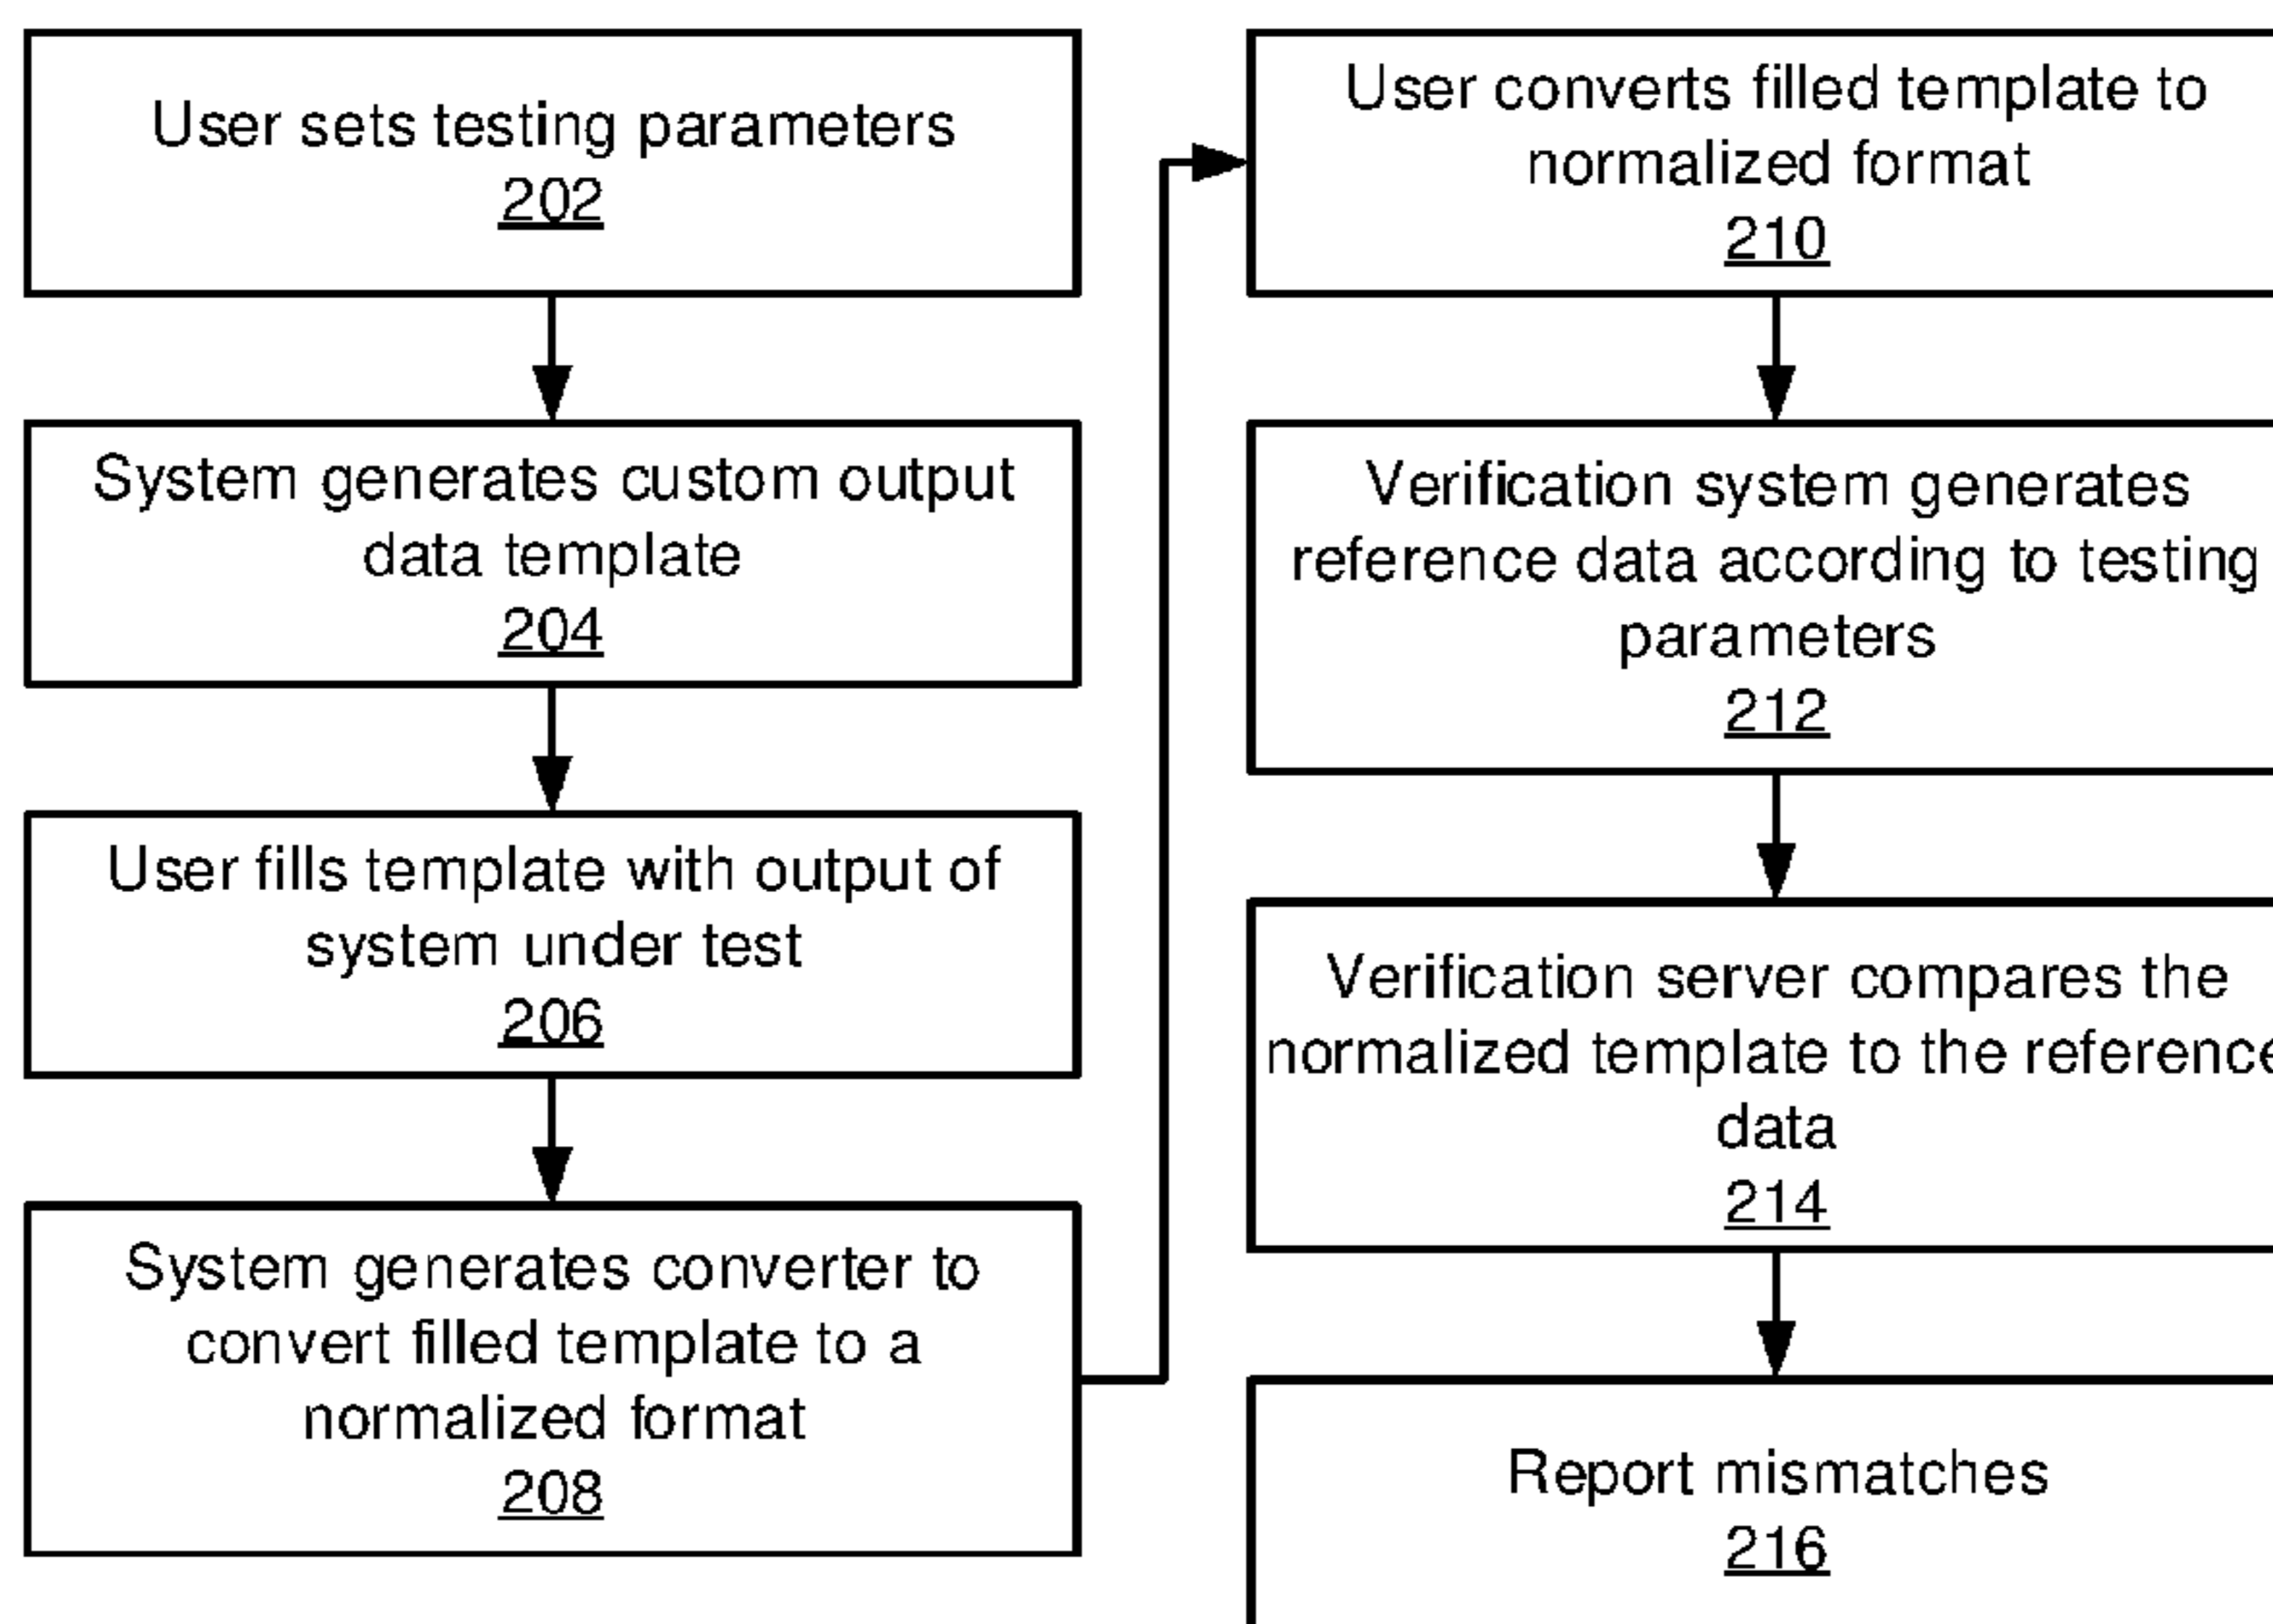 User sets testing parameters
202
System generates custom output
data template
204
User fills template with output of
system under test
206
System generates converter to
convert filled template to a
normalized format
208
User converts filled template to
normalized format
210
Verification system generates
reference data according to testing
parameters
212
Verification server compares the
normalized template to the reference
data
214
Report mismatches
216